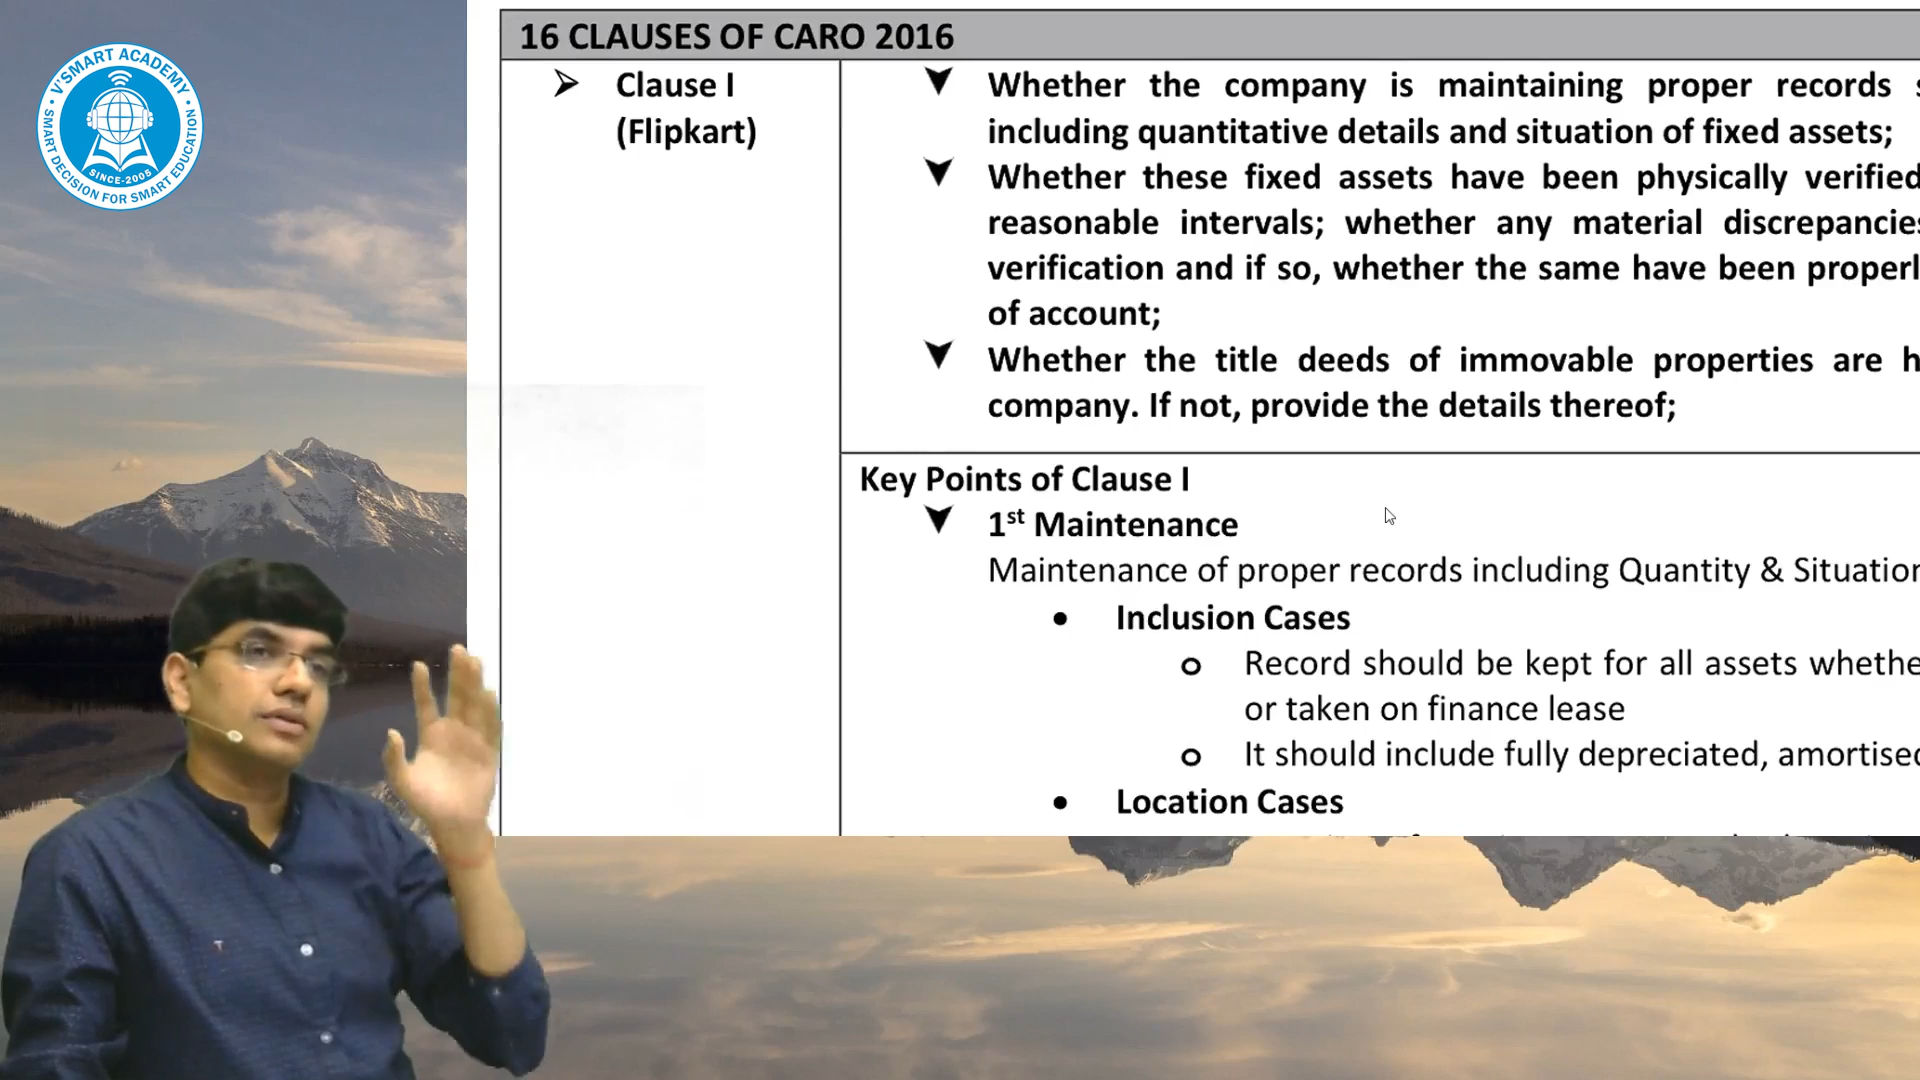 V'SMART ACADEMY
SINCE-2005
SMART DECISION FOR SMART EDUCATION
16 CLAUSES OF CARO 2016
Clause I
(Flipkart)
Whether the company is maintaining proper records
including quantitative details and situation of fixed assets;
Whether these fixed assets have been physically verified
reasonable intervals; whether any material discrepancies
verification and if so, whether the same have been properl
of account;
Whether the title deeds of immovable properties are h
company. If not, provide the details thereof;
Key Points of Clause I
1st Maintenance
Maintenance of proper records including Quantity & Situation
• Inclusion Cases
o Record should be kept for all assets whethe
or taken on finance lease
o It should include fully depreciated, amortised
• Location Cases